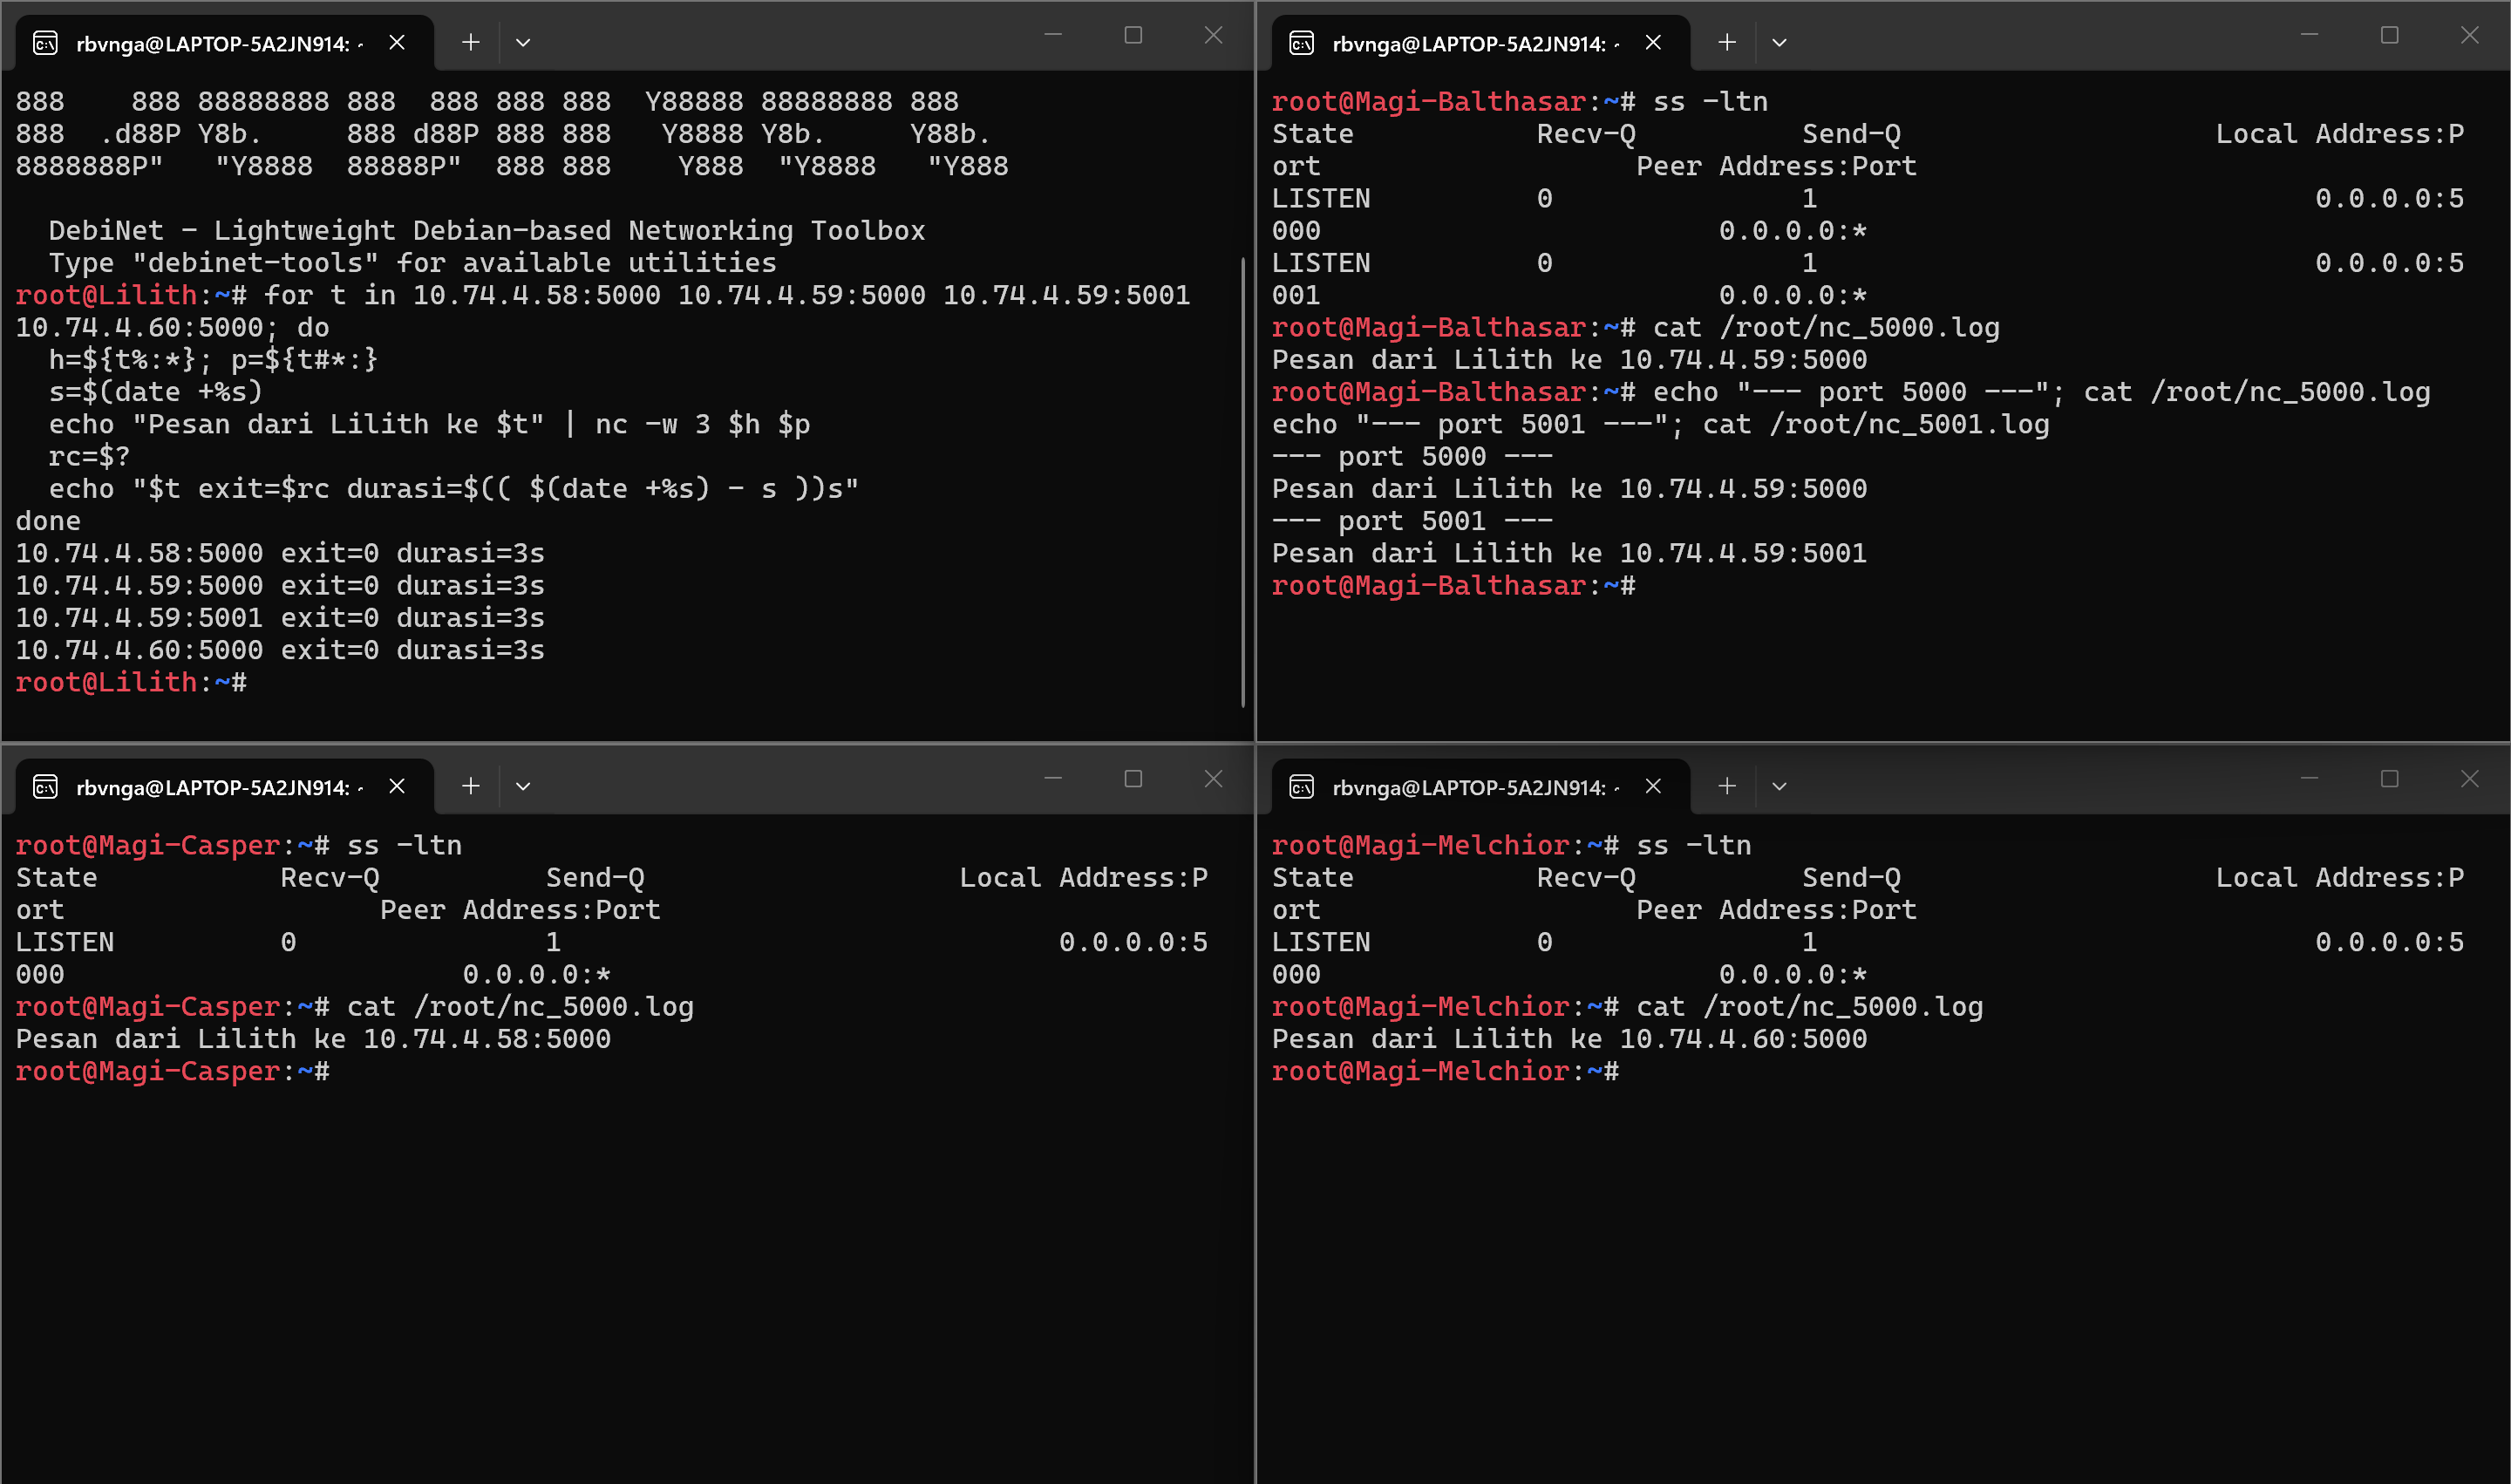 rbvnga@LAPTOP-5A2JN914: ~
888    888 88888888 888  888 888 888  Y88888 88888888 888
888  .d88P Y8b.     888 d88P 888 888   Y8888 Y8b.     Y88b.
8888888P"   "Y8888  88888P"  888 888    Y888  "Y8888   "Y888
  DebiNet - Lightweight Debian-based Networking Toolbox
  Type "debinet-tools" for available utilities
root@Lilith:~# for t in 10.74.4.58:5000 10.74.4.59:5000 10.74.4.59:5001
10.74.4.60:5000; do
  h=${t%:*}; p=${t#*:}
  s=$(date +%s)
  echo "Pesan dari Lilith ke $t" | nc -w 3 $h $p
  rc=$?
  echo "$t exit=$rc durasi=$(( $(date +%s) - s ))s"
done
10.74.4.58:5000 exit=0 durasi=3s
10.74.4.59:5000 exit=0 durasi=3s
10.74.4.59:5001 exit=0 durasi=3s
10.74.4.60:5000 exit=0 durasi=3s
root@Lilith:~#
rbvnga@LAPTOP-5A2JN914: ~
root@Magi-Balthasar:~# ss -ltn
State           Recv-Q          Send-Q                   Local Address:P
ort                   Peer Address:Port
LISTEN          0               1                              0.0.0.0:5
000                        0.0.0.0:*
LISTEN          0               1                              0.0.0.0:5
001                        0.0.0.0:*
root@Magi-Balthasar:~# cat /root/nc_5000.log
Pesan dari Lilith ke 10.74.4.59:5000
root@Magi-Balthasar:~# echo "--- port 5000 ---"; cat /root/nc_5000.log
echo "--- port 5001 ---"; cat /root/nc_5001.log
--- port 5000 ---
Pesan dari Lilith ke 10.74.4.59:5000
--- port 5001 ---
Pesan dari Lilith ke 10.74.4.59:5001
root@Magi-Balthasar:~#
rbvnga@LAPTOP-5A2JN914: ~
root@Magi-Casper:~# ss -ltn
State           Recv-Q          Send-Q                   Local Address:P
ort                   Peer Address:Port
LISTEN          0               1                              0.0.0.0:5
000                        0.0.0.0:*
root@Magi-Casper:~# cat /root/nc_5000.log
Pesan dari Lilith ke 10.74.4.58:5000
root@Magi-Casper:~#
rbvnga@LAPTOP-5A2JN914: ~
root@Magi-Melchior:~# ss -ltn
State           Recv-Q          Send-Q                   Local Address:P
ort                   Peer Address:Port
LISTEN          0               1                              0.0.0.0:5
000                        0.0.0.0:*
root@Magi-Melchior:~# cat /root/nc_5000.log
Pesan dari Lilith ke 10.74.4.60:5000
root@Magi-Melchior:~#